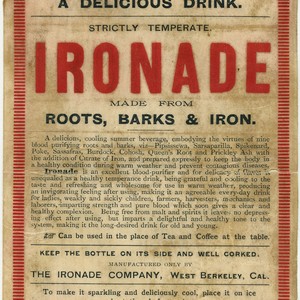 A DELICIOUS DRINK.
STRICTLY TEMPERATE.
IRONADE
MADE FROM
ROOTS, BARKS & IRON.
A delicious, cooling summer beverage, embodying the virtues of nine
blood purifying roots and barks, viz—Pipsissewa, Sarsaparilla, Spikenard,
Poke, Sassafras, Burdock, Cohosh, Queen's Root and Prickley Ash with
the addition of Citrate of Iron, and prepared expressly to keep the body in
a healthy condition during warm weather and prevent contagious diseases.
Ironade is an excellent blood-purifier and for delicacy of flavor is
unequaled as a healthy temperate drink, being grateful and cooling to the
taste and refreshing and wholesome for use in warm weather, producing
an invigorating feeling after using, making it an agreeable every-day drink
for ladies, weakly and sickly children, farmers, harvesters, mechanics and
laborers, imparting strength and pure blood which soon gives a clear and
healthy complexion. Being free from malt and spirits it leaves no depress-
ing effect after using, but imparts a delightful and healthy tone to the
system, making it the long-desired drink for old and young.
Can be used in the place of Tea and Coffee at the table.
KEEP THE BOTTLE ON ITS SIDE AND WELL CORKED.
MANUFACTURED ONLY BY
THE IRONADE COMPANY, WEST BERKELEY, CAL.
To make it sparkling and deliciously cool, place it on ice